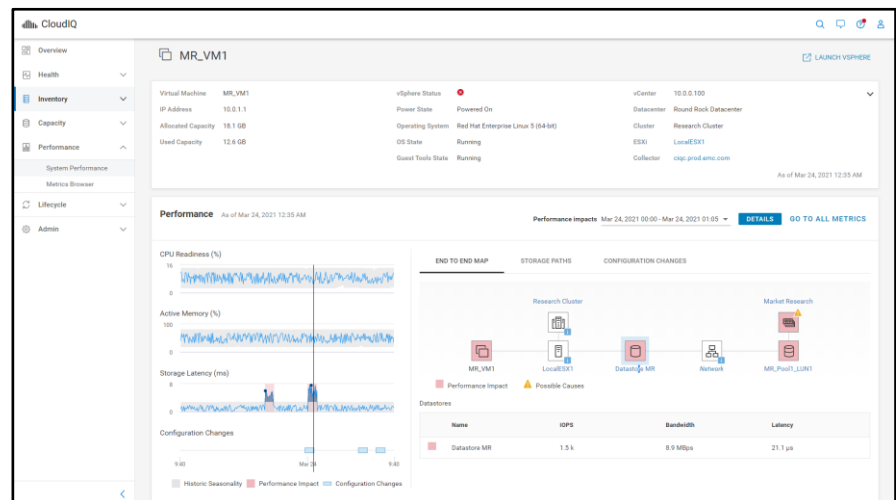 CloudIQ
Overview
Health
Inventory
Capacity
Performance
System Performance
Metrics Browser
Lifecycle
Admin
MR_VM1
LAUNCH VSPHERE
Virtual Machine MR_VM1
IP Address 10.0.1.1
Allocated Capacity 18.1 GB
Used Capacity 12.6 GB
vSphere Status
Power State Powered On
Operating System Red Hat Enterprise Linux 5 (64-bit)
OS State Running
Guest Tools State Running
vCenter 10.0.0.100
Datacenter Round Rock Datacenter
Cluster Research Cluster
ESXi LocalESX1
Collector ciqc.prod.emc.com
As of Mar 24, 2021 12:35 AM
Performance As of Mar 24, 2021 12:35 AM
Performance impacts Mar 24, 2021 00:00 - Mar 24, 2021 01:05 DETAILS GO TO ALL METRICS
CPU Readiness (%)
16
0
Active Memory (%)
100
0
Storage Latency (ms)
8
0
Configuration Changes
9:40 Mar 24 9:40
Historic Seasonality Performance Impact Configuration Changes
END TO END MAP STORAGE PATHS CONFIGURATION CHANGES
Research Cluster Market Research
MR_VM1 LocalESX1 Datastore MR Network MR_Pool1_LUN1
Performance Impact Possible Causes
Datastores
Name IOPS Bandwidth Latency
Datastore MR 1.5 k 8.9 MBps 21.1 µs